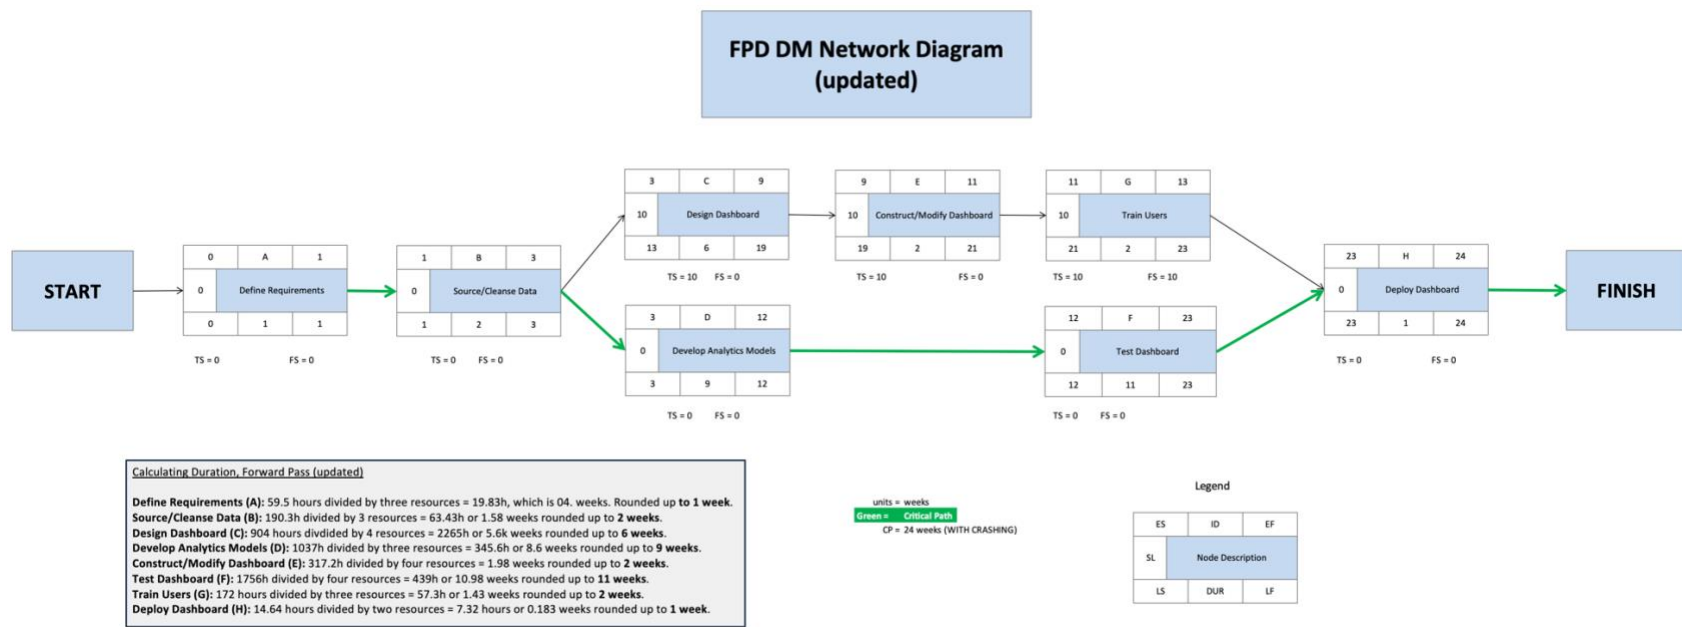 FPD DM Network Diagram
(updated)
START
0 A 1
0 Define Requirements
0 1 1
TS = 0 FS = 0
1 B 3
0 Source/Cleanse Data
1 2 3
TS = 0 FS = 0
3 C 9
10 Design Dashboard
13 6 19
TS = 10 FS = 0
9 E 11
10 Construct/Modify Dashboard
19 2 21
TS = 10 FS = 0
11 G 13
10 Train Users
21 2 23
TS = 10 FS = 10
3 D 12
0 Develop Analytics Models
3 9 12
TS = 0 FS = 0
12 F 23
0 Test Dashboard
12 11 23
TS = 0 FS = 0
23 H 24
0 Deploy Dashboard
23 1 24
TS = 0 FS = 0
FINISH
Calculating Duration, Forward Pass (updated)
Define Requirements (A): 59.5 hours divided by three resources = 19.83h, which is 04. weeks. Rounded up to 1 week.
Source/Cleanse Data (B): 190.3h divided by 3 resources = 63.43h or 1.58 weeks rounded up to 2 weeks.
Design Dashboard (C): 904 hours divdided by 4 resources = 2265h or 5.6k weeks rounded up to 6 weeks.
Develop Analytics Models (D): 1037h divided by three resources = 345.6h or 8.6 weeks rounded up to 9 weeks.
Construct/Modify Dashboard (E): 317.2h divided by four resources = 1.98 weeks rounded up to 2 weeks.
Test Dashboard (F): 1756h divided by four resources = 439h or 10.98 weeks rounded up to 11 weeks.
Train Users (G): 172 hours divided by three resources = 57.3h or 1.43 weeks rounded up to 2 weeks.
Deploy Dashboard (H): 14.64 hours divided by two resources = 7.32 hours or 0.183 weeks rounded up to 1 week.
units = weeks
Green = Critical Path
CP = 24 weeks (WITH CRASHING)
Legend
ES ID EF
SL Node Description
LS DUR LF